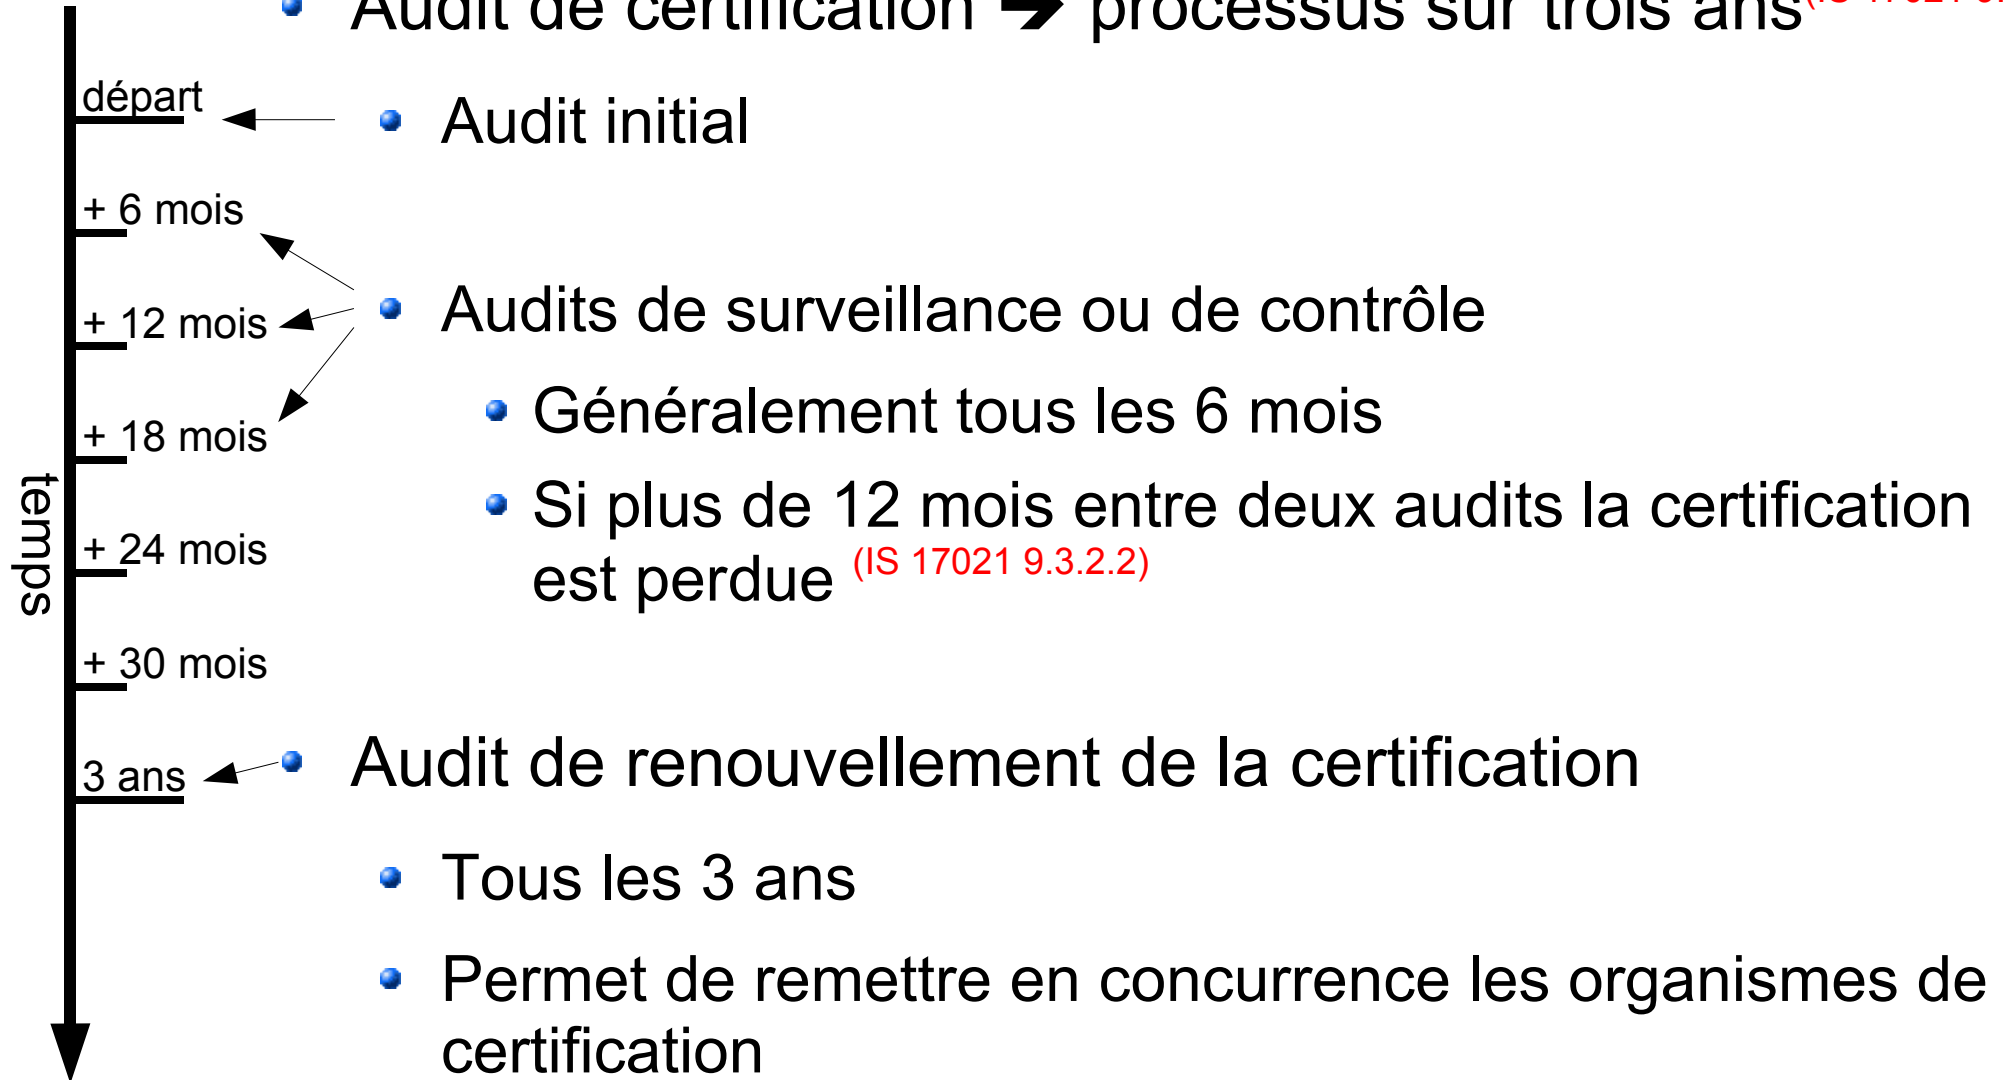 Audit de certification ➔ processus sur trois ans
départ
Audit initial
+ 6 mois
+ 12 mois
Audits de surveillance ou de contrôle
Généralement tous les 6 mois
+ 18 mois
Si plus de 12 mois entre deux audits la certification
est perdue (IS 17021 9.3.2.2)
temps
+ 24 mois
+ 30 mois
3 ans
Audit de renouvellement de la certification
Tous les 3 ans
Permet de remettre en concurrence les organismes de
certification